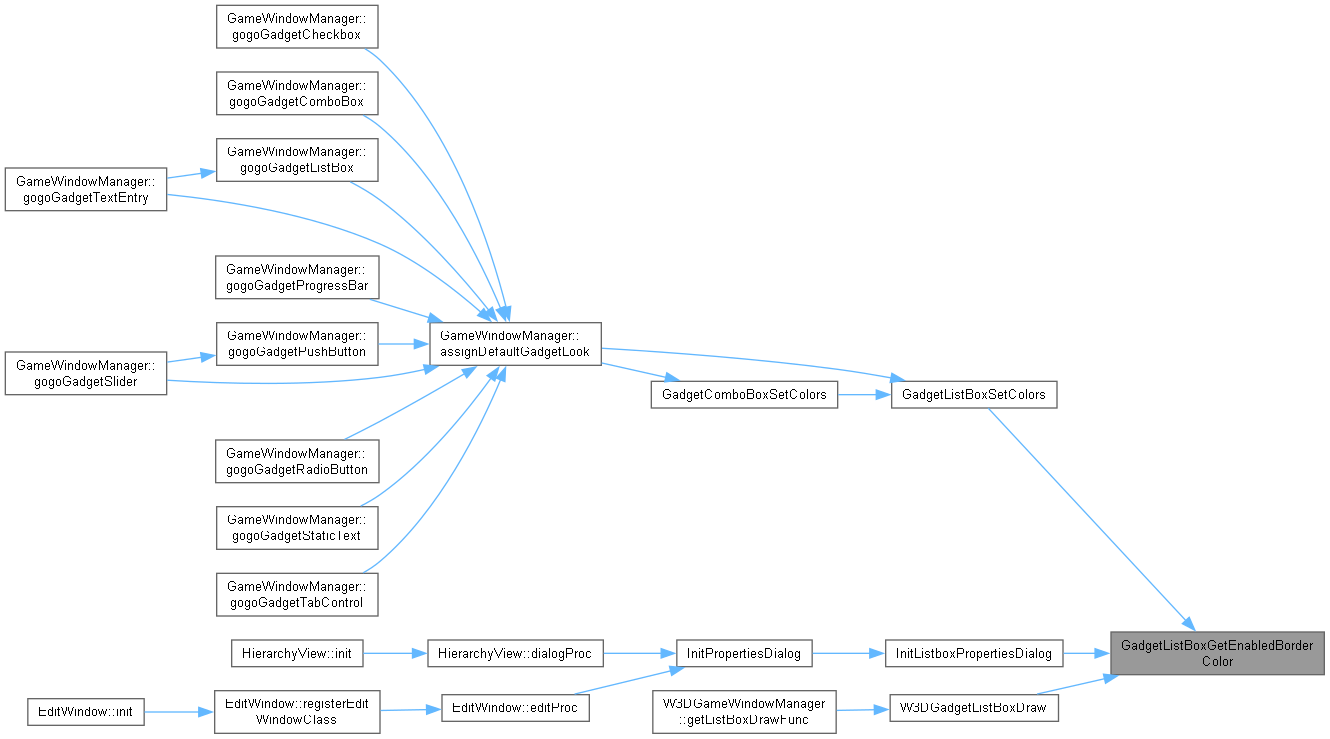 GameWindowManager::
gogoGadgetCheckbox
GameWindowManager::
gogoGadgetComboBox
GameWindowManager::
gogoGadgetListBox
GameWindowManager::
gogoGadgetTextEntry
GameWindowManager::
gogoGadgetProgressBar
GameWindowManager::
gogoGadgetPushButton
GameWindowManager::
assignDefaultGadgetLook
GameWindowManager::
gogoGadgetSlider
GadgetComboBoxSetColors
GadgetListBoxSetColors
GameWindowManager::
gogoGadgetRadioButton
GameWindowManager::
gogoGadgetStaticText
GameWindowManager::
gogoGadgetTabControl
HierarchyView::init
HierarchyView::dialogProc
InitPropertiesDialog
InitListboxPropertiesDialog
GadgetListBoxGetEnabledBorder
Color
EditWindow::init
EditWindow::registerEdit
WindowClass
EditWindow::editProc
W3DGameWindowManager
::getListBoxDrawFunc
W3DGadgetListBoxDraw